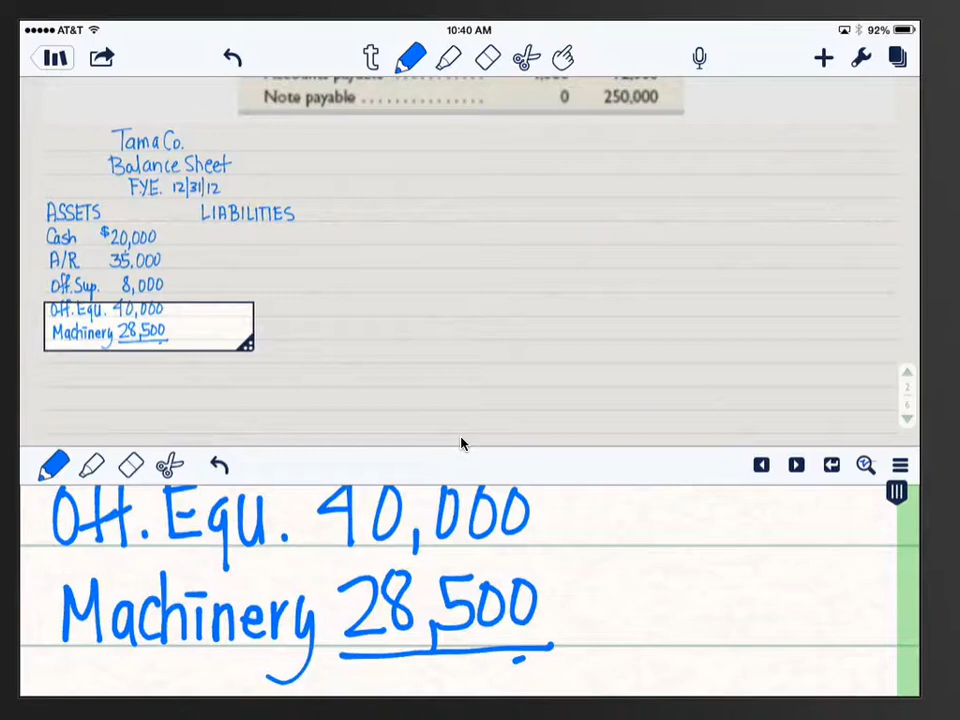 AT&T 10:40 AM 92%
t
Note payable .................. 0 250,000
Tama Co.
Balance Sheet
F.Y.E. 12/31/12
ASSETS LIABILITIES
Cash $20,000
A/R 35,000
Off. Sup. 8,000
Off. Equ. 40,000
Machinery 28,500
2
6
Off. Equ. 40,000
Machinery 28,500